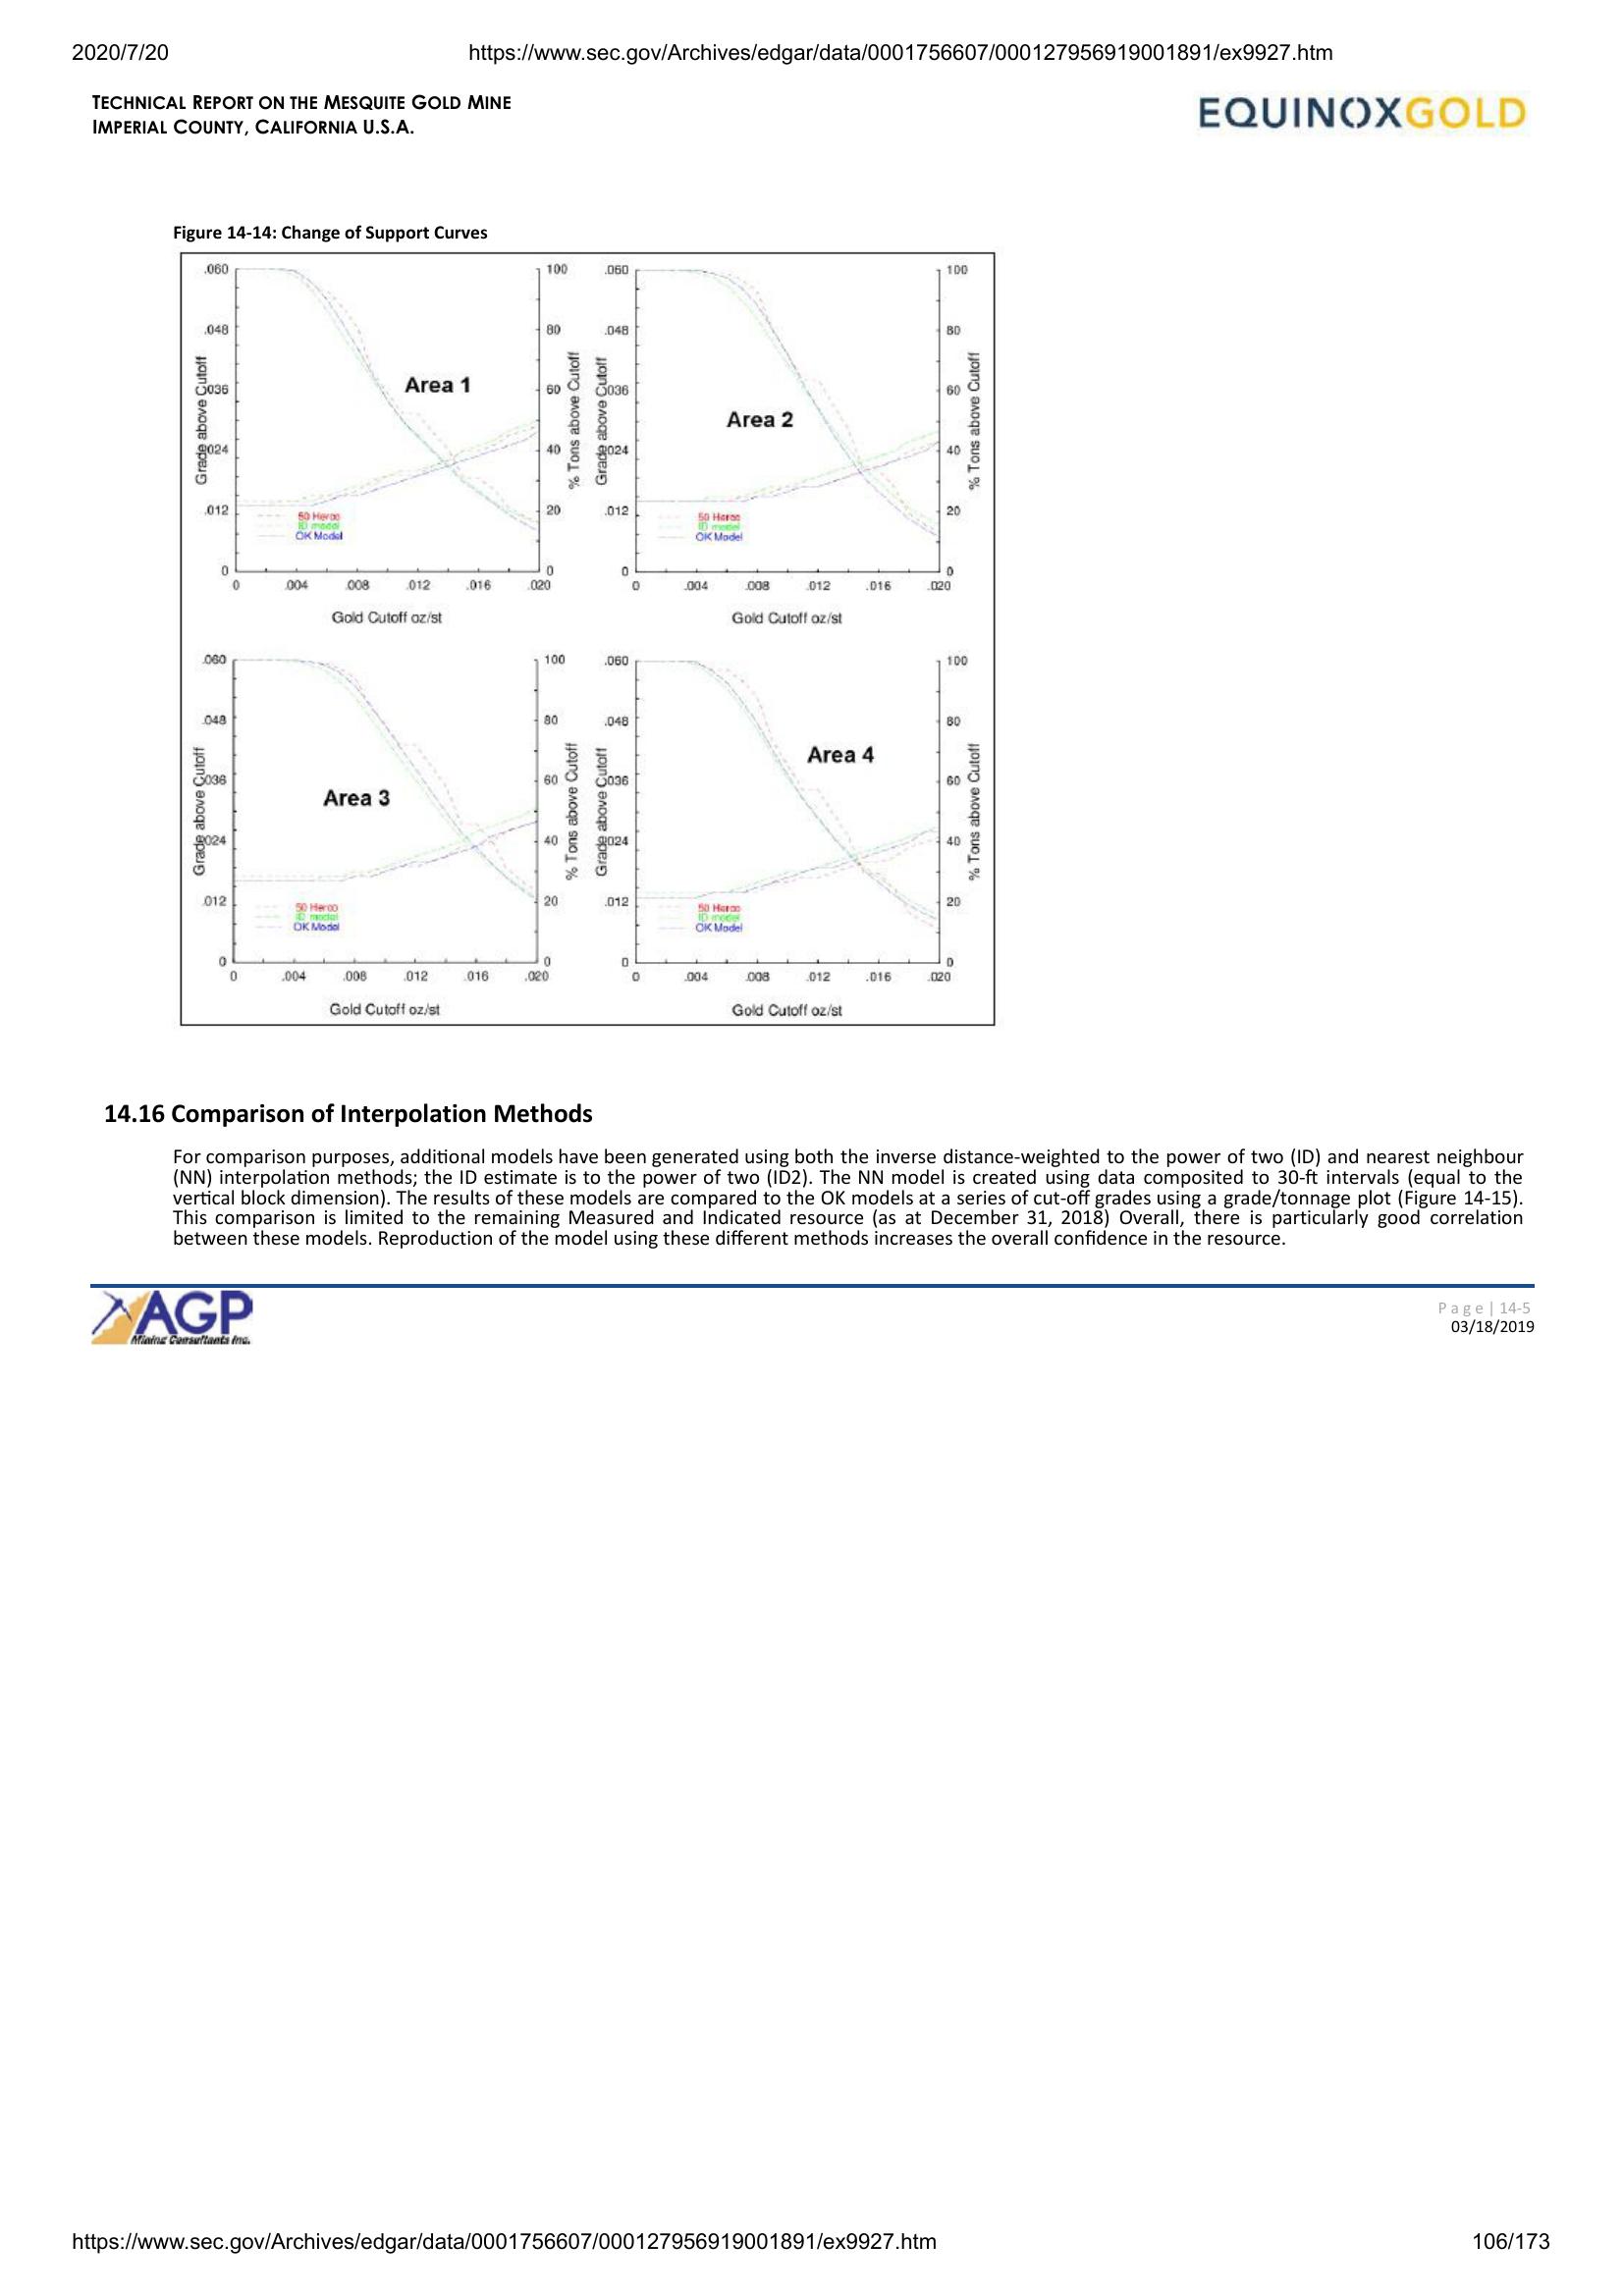 2020/7/20 https://www.sec.gov/Archives/edgar/data/0001756607/000127956919001891/ex9927.htm
TECHNICAL REPORT ON THE MESQUITE GOLD MINE
IMPERIAL COUNTY, CALIFORNIA U.S.A.
EQUINOXGOLD
Figure 14-14: Change of Support Curves
.060 100
.048 80
.036 60
.024 40
.012 20
0 0
0 .004 .008 .012 .016 .020
Grade above Cutoff
% Tons above Cutoff
Area 1
50 Herco
ID model
OK Model
Gold Cutoff oz/st
.060 100
.048 80
.036 60
.024 40
.012 20
0 0
0 .004 .008 .012 .016 .020
Grade above Cutoff
% Tons above Cutoff
Area 2
50 Herco
ID model
OK Model
Gold Cutoff oz/st
.060 100
.048 80
.036 60
.024 40
.012 20
0 0
0 .004 .008 .012 .016 .020
Grade above Cutoff
% Tons above Cutoff
Area 3
50 Herco
ID model
OK Model
Gold Cutoff oz/st
.060 100
.048 80
.036 60
.024 40
.012 20
0 0
0 .004 .008 .012 .016 .020
Grade above Cutoff
% Tons above Cutoff
Area 4
50 Herco
ID model
OK Model
Gold Cutoff oz/st
14.16 Comparison of Interpolation Methods
For comparison purposes, additional models have been generated using both the inverse distance-weighted to the power of two (ID) and nearest neighbour
(NN) interpolation methods; the ID estimate is to the power of two (ID2). The NN model is created using data composited to 30-ft intervals (equal to the
vertical block dimension). The results of these models are compared to the OK models at a series of cut-off grades using a grade/tonnage plot (Figure 14-15).
This comparison is limited to the remaining Measured and Indicated resource (as at December 31, 2018) Overall, there is particularly good correlation
between these models. Reproduction of the model using these different methods increases the overall confidence in the resource.
AGP
Mining Consultants Inc.
P a g e | 14-5
03/18/2019
https://www.sec.gov/Archives/edgar/data/0001756607/000127956919001891/ex9927.htm 106/173